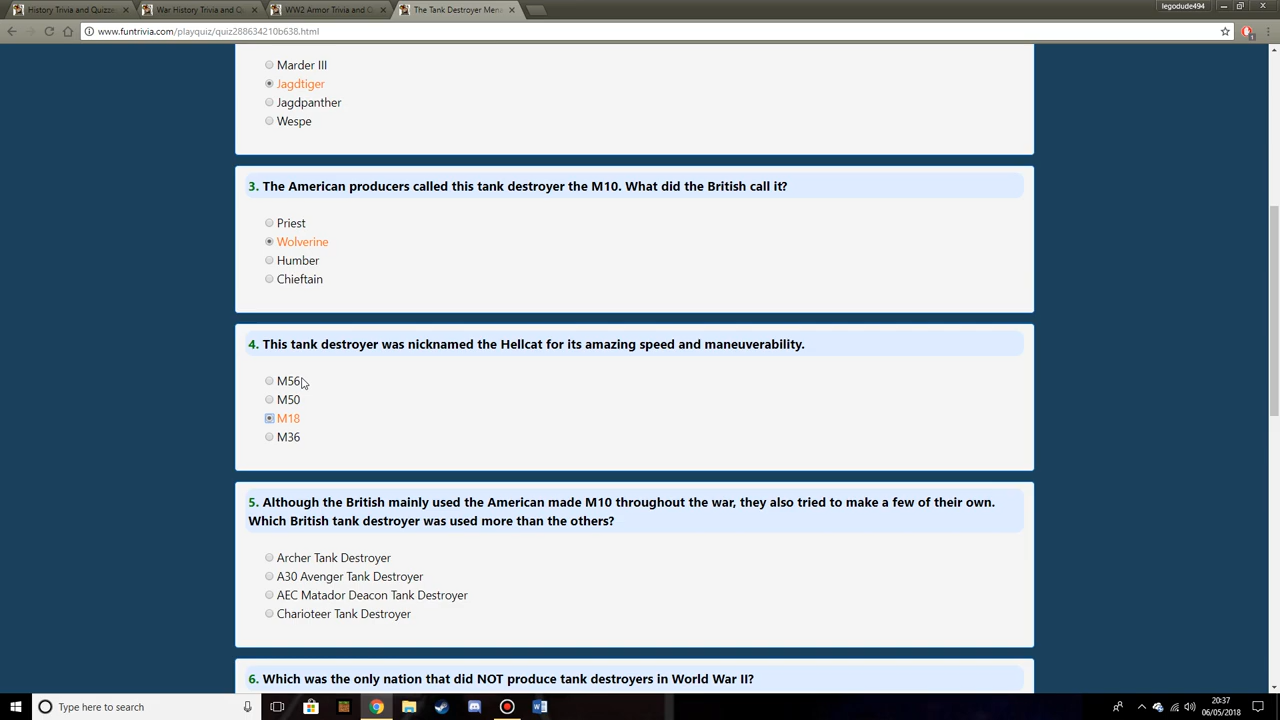 History Trivia and Quizze
War History Trivia and Q
WW2 Armor Trivia and Q
The Tank Destroyer Mena
legodude494
www.funtrivia.com/playquiz/quiz288634210b638.html
Marder III
Jagdtiger
Jagdpanther
Wespe
3. The American producers called this tank destroyer the M10. What did the British call it?
Priest
Wolverine
Humber
Chieftain
4. This tank destroyer was nicknamed the Hellcat for its amazing speed and maneuverability.
M56
M50
M18
M36
5. Although the British mainly used the American made M10 throughout the war, they also tried to make a few of their own.
Which British tank destroyer was used more than the others?
Archer Tank Destroyer
A30 Avenger Tank Destroyer
AEC Matador Deacon Tank Destroyer
Charioteer Tank Destroyer
6. Which was the only nation that did NOT produce tank destroyers in World War II?
Type here to search
20:37
06/05/2018